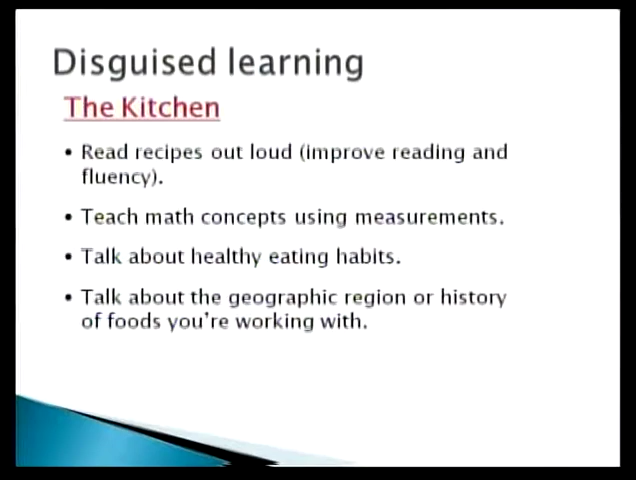 Disguised learning
The Kitchen
• Read recipes out loud (improve reading and
fluency).
• Teach math concepts using measurements.
• Talk about healthy eating habits.
• Talk about the geographic region or history
of foods you're working with.